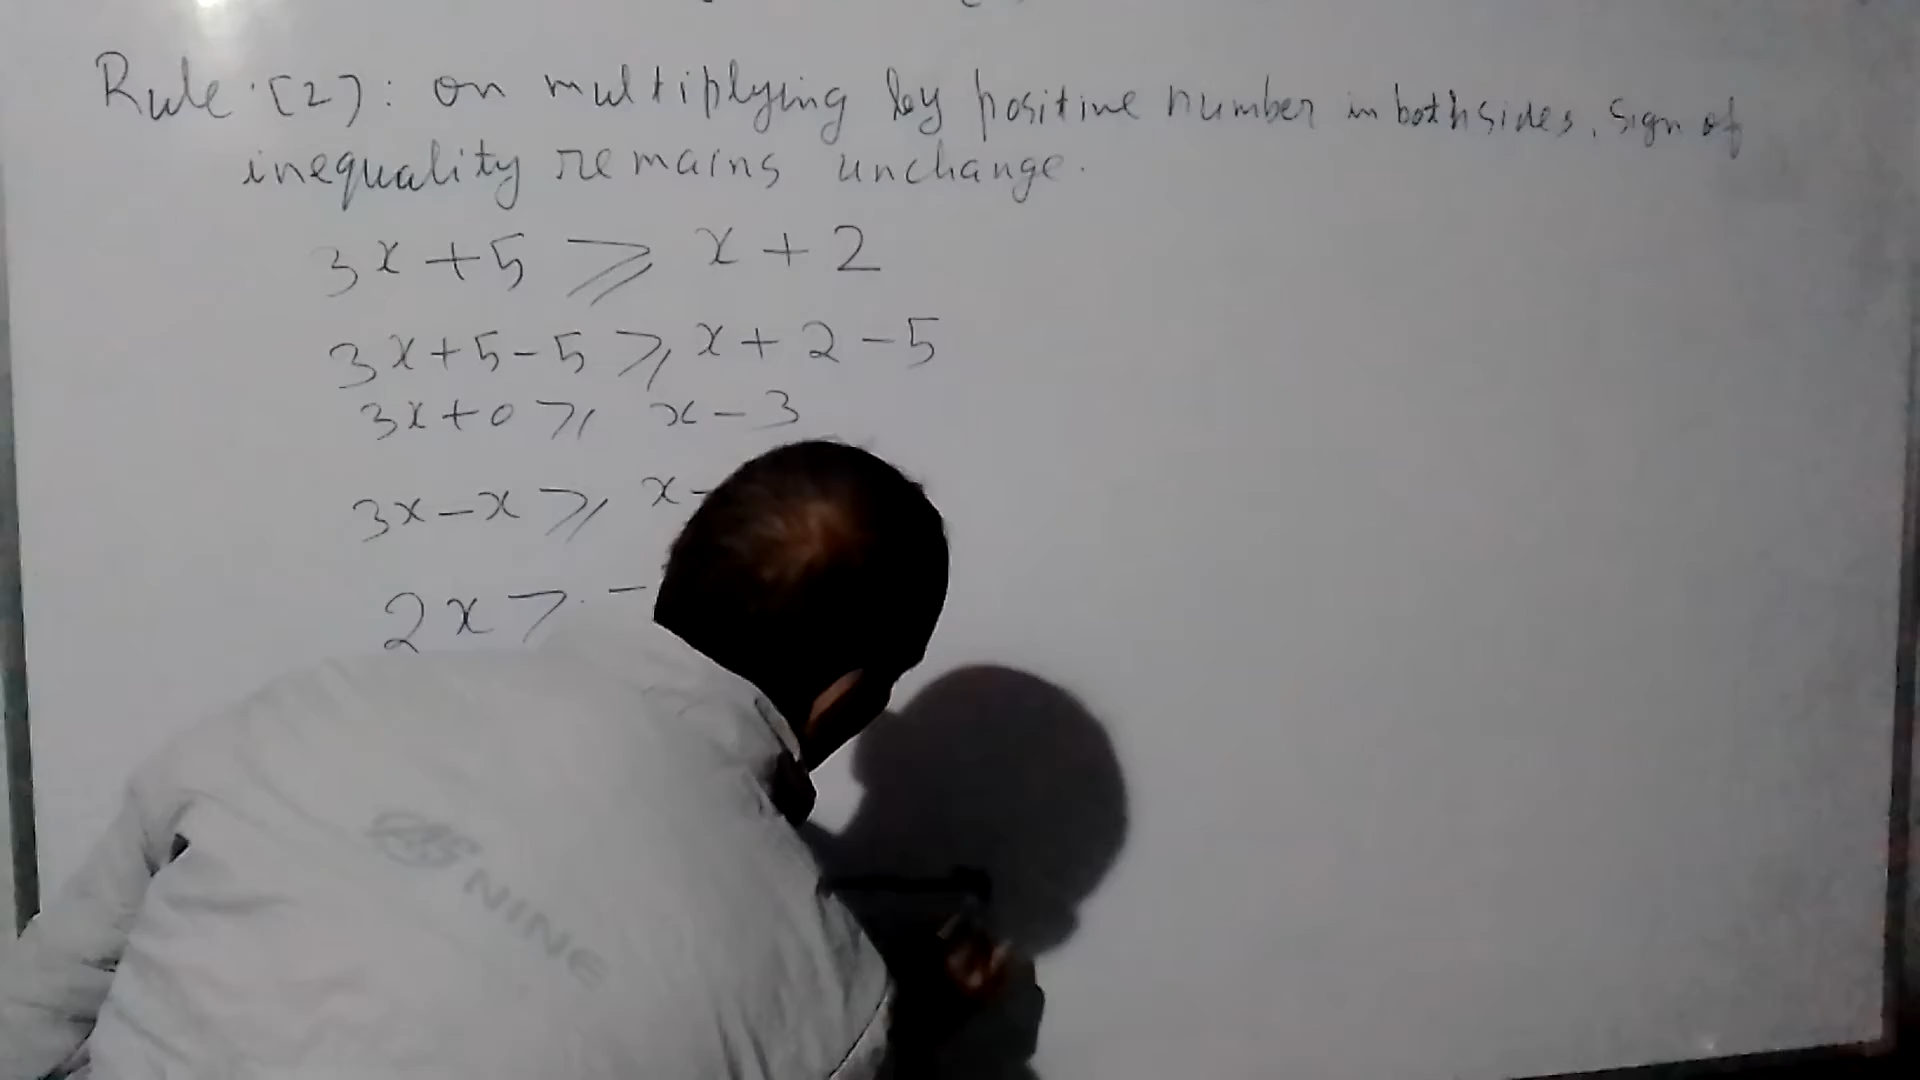 Rule (2): on multiplying by positive number in both sides, sign of
inequality remains unchange.
3x+5 ⩾ x+2
3x+5-5 ⩾ x+2-5
3x+0 ⩾ x-3
3x-x ⩾ x-
2x > -
NINE